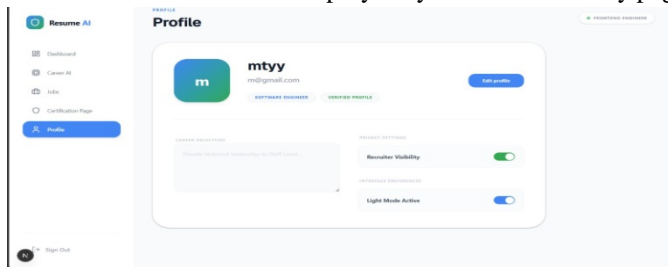 PROFILE
Profile
FRONTEND ENGINEER
Resume AI
Dashboard
Career AI
Jobs
Certification Page
Profile
Sign Out
N
m
mtyy
m@gmail.com
SOFTWARE ENGINEER
VERIFIED PROFILE
Edit profile
CAREER OBJECTIVE
PRIVACY SETTINGS
Recruiter Visibility
INTERFACE PREFERENCES
Light Mode Active